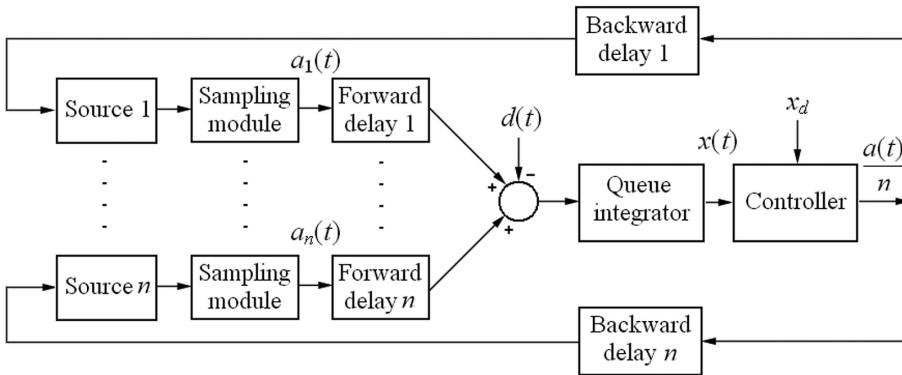 Backward
delay 1
a₁(t)
Source 1
Sampling
module
Forward
delay 1
d(t)
x_d
x(t)
a(t)
n
+
−
+
Queue
integrator
Controller
aₙ(t)
Source n
Sampling
module
Forward
delay n
Backward
delay n